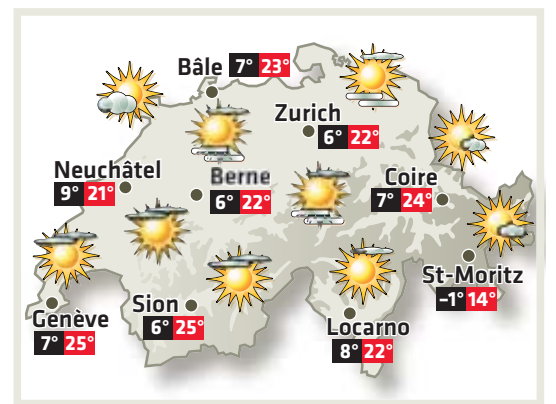 Bâle 7° 23°
Zurich
6° 22°
Neuchâtel
9° 21°
Berne
6° 22°
Coire
7° 24°
St-Moritz
–1° 14°
Sion
6° 25°
Genève
7° 25°
Locarno
8° 22°